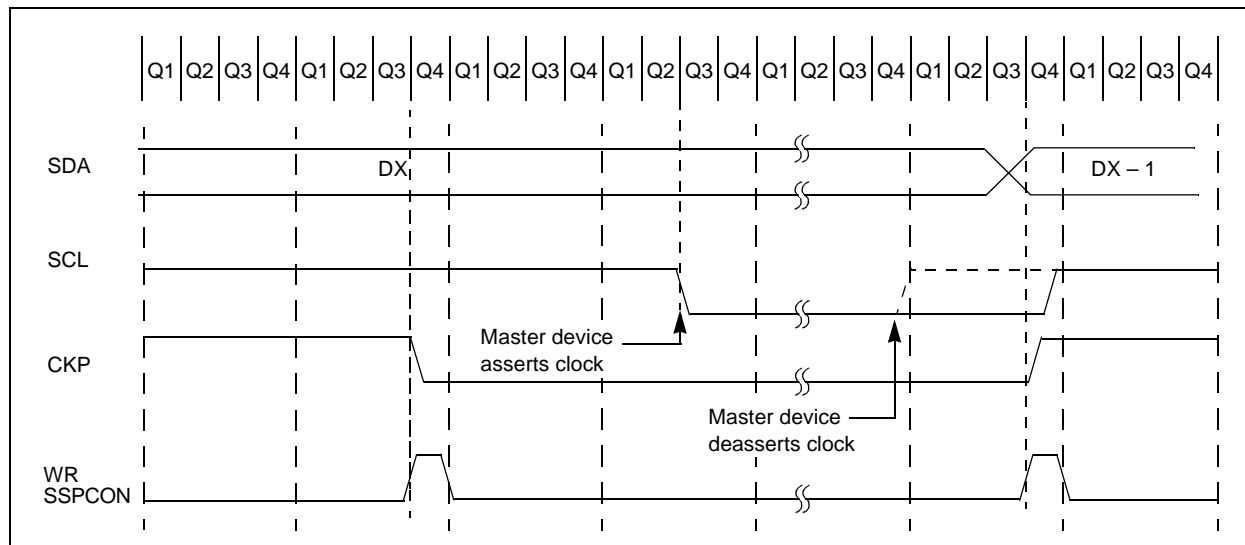 Q1 Q2 Q3 Q4 Q1 Q2 Q3 Q4 Q1 Q2 Q3 Q4 Q1 Q2 Q3 Q4 Q1 Q2 Q3 Q4 Q1 Q2 Q3 Q4 Q1 Q2 Q3 Q4
SDA
DX
DX – 1
SCL
Master device
asserts clock
CKP
Master device
deasserts clock
WR
SSPCON